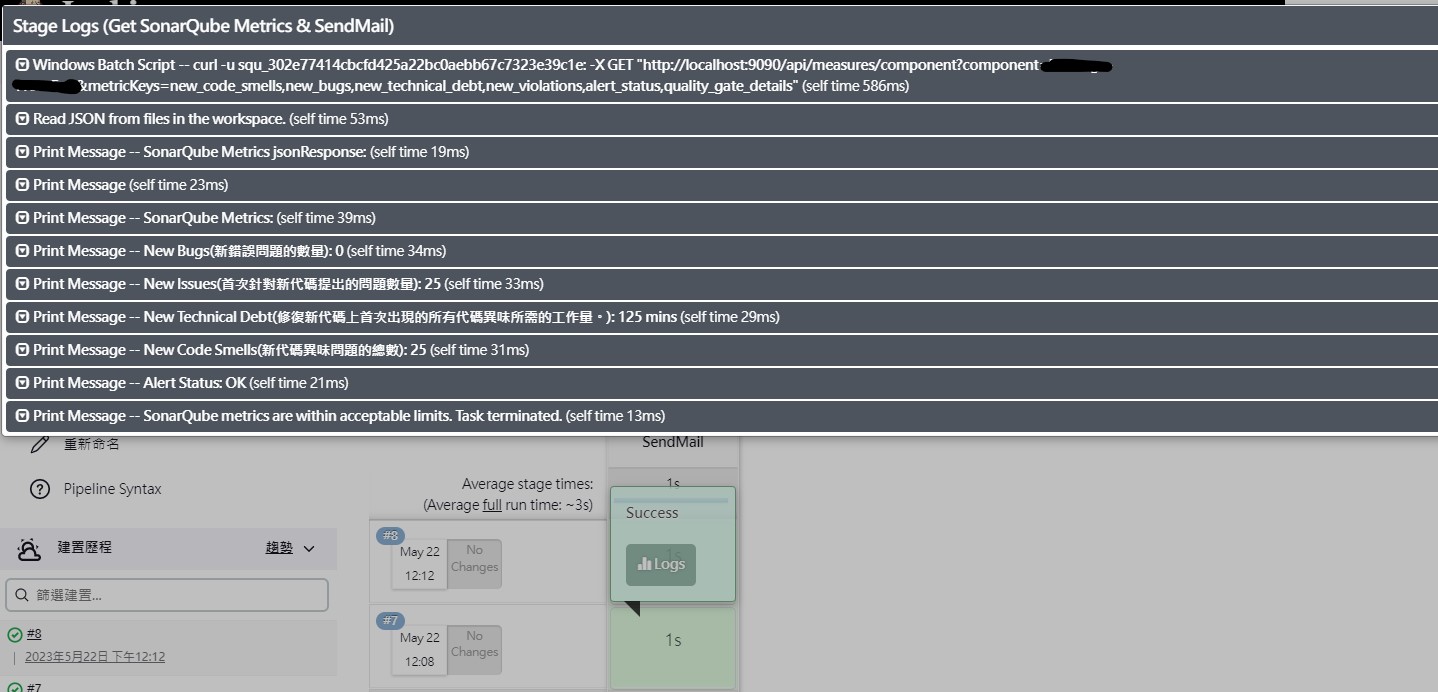 Stage Logs (Get SonarQube Metrics & SendMail)
Windows Batch Script -- curl -u squ_302e77414cbcfd425a22bc0aebb67c7323e39c1e: -X GET "http://localhost:9090/api/measures/component?component
&metricKeys=new_code_smells,new_bugs,new_technical_debt,new_violations,alert_status,quality_gate_details" (self time 586ms)
Read JSON from files in the workspace. (self time 53ms)
Print Message -- SonarQube Metrics jsonResponse: (self time 19ms)
Print Message (self time 23ms)
Print Message -- SonarQube Metrics: (self time 39ms)
Print Message -- New Bugs(新錯誤問題的數量): 0 (self time 34ms)
Print Message -- New Issues(首次針對新代碼提出的問題數量): 25 (self time 33ms)
Print Message -- New Technical Debt(修復新代碼上首次出現的所有代碼異味所需的工作量。): 125 mins (self time 29ms)
Print Message -- New Code Smells(新代碼異味問題的總數): 25 (self time 31ms)
Print Message -- Alert Status: OK (self time 21ms)
Print Message -- SonarQube metrics are within acceptable limits. Task terminated. (self time 13ms)
重新命名
SendMail
Pipeline Syntax
Average stage times:
1s
(Average full run time: ~3s)
Success
建置歷程
趨勢
#8
May 22
12:12
No
Changes
1s
Logs
篩選建置...
#7
May 22
12:08
No
Changes
1s
#8
2023年5月22日 下午12:12
#7